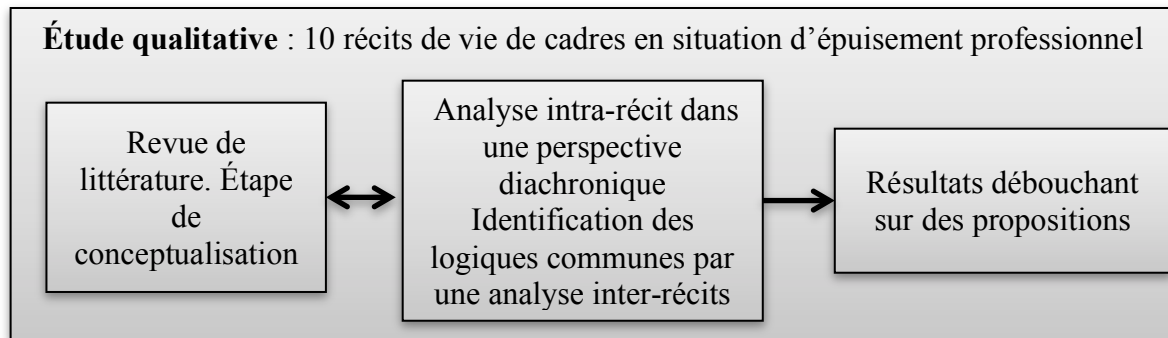 Étude qualitative : 10 récits de vie de cadres en situation d’épuisement professionnel
Revue de
littérature. Étape
de
conceptualisation
Analyse intra-récit dans
une perspective
diachronique
Identification des
logiques communes par
une analyse inter-récits
Résultats débouchant
sur des propositions